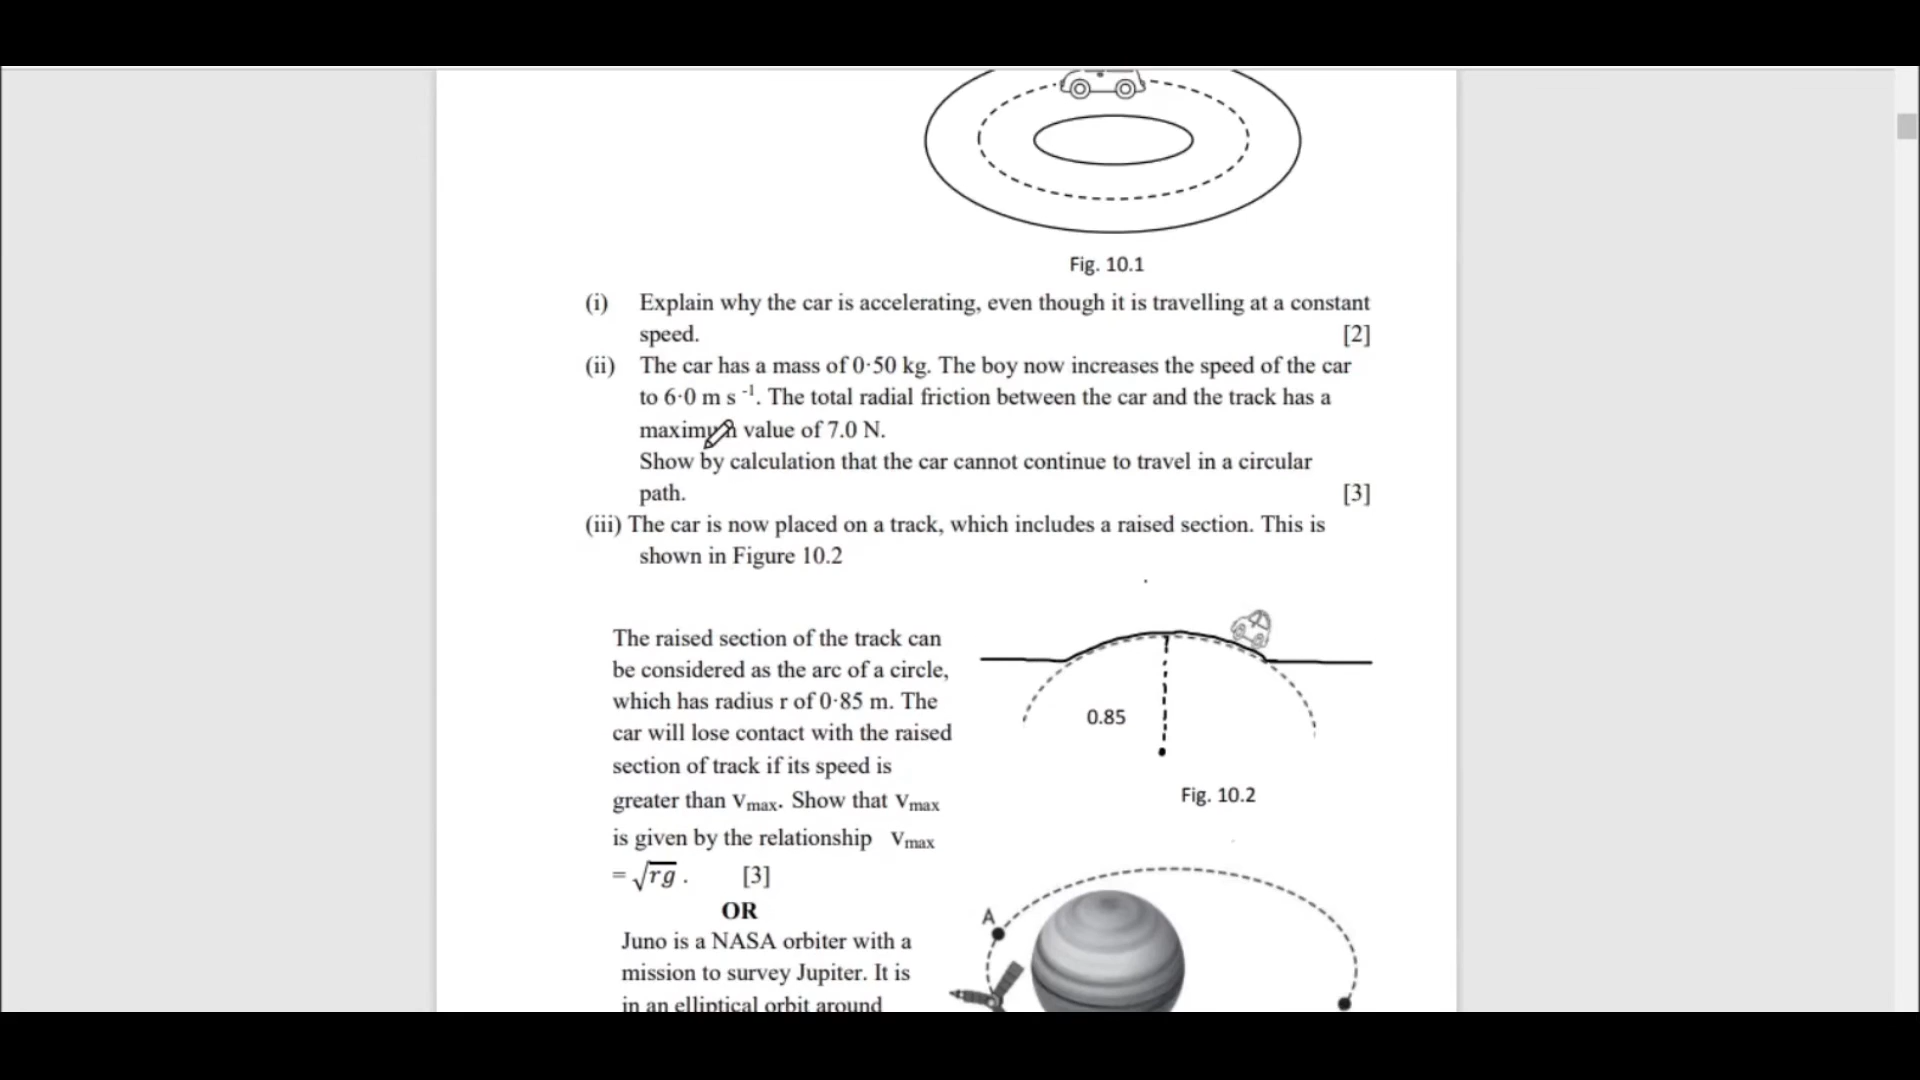 Fig. 10.1
(i) Explain why the car is accelerating, even though it is travelling at a constant
speed. [2]
(ii) The car has a mass of 0·50 kg. The boy now increases the speed of the car
to 6·0 m s -1. The total radial friction between the car and the track has a
maximum value of 7.0 N.
Show by calculation that the car cannot continue to travel in a circular
path. [3]
(iii) The car is now placed on a track, which includes a raised section. This is
shown in Figure 10.2
The raised section of the track can
be considered as the arc of a circle,
which has radius r of 0·85 m. The
car will lose contact with the raised
section of track if its speed is
greater than vmax. Show that vmax
is given by the relationship vmax
= √rg . [3]
0.85
Fig. 10.2
OR
Juno is a NASA orbiter with a
mission to survey Jupiter. It is
in an elliptical orbit around
A